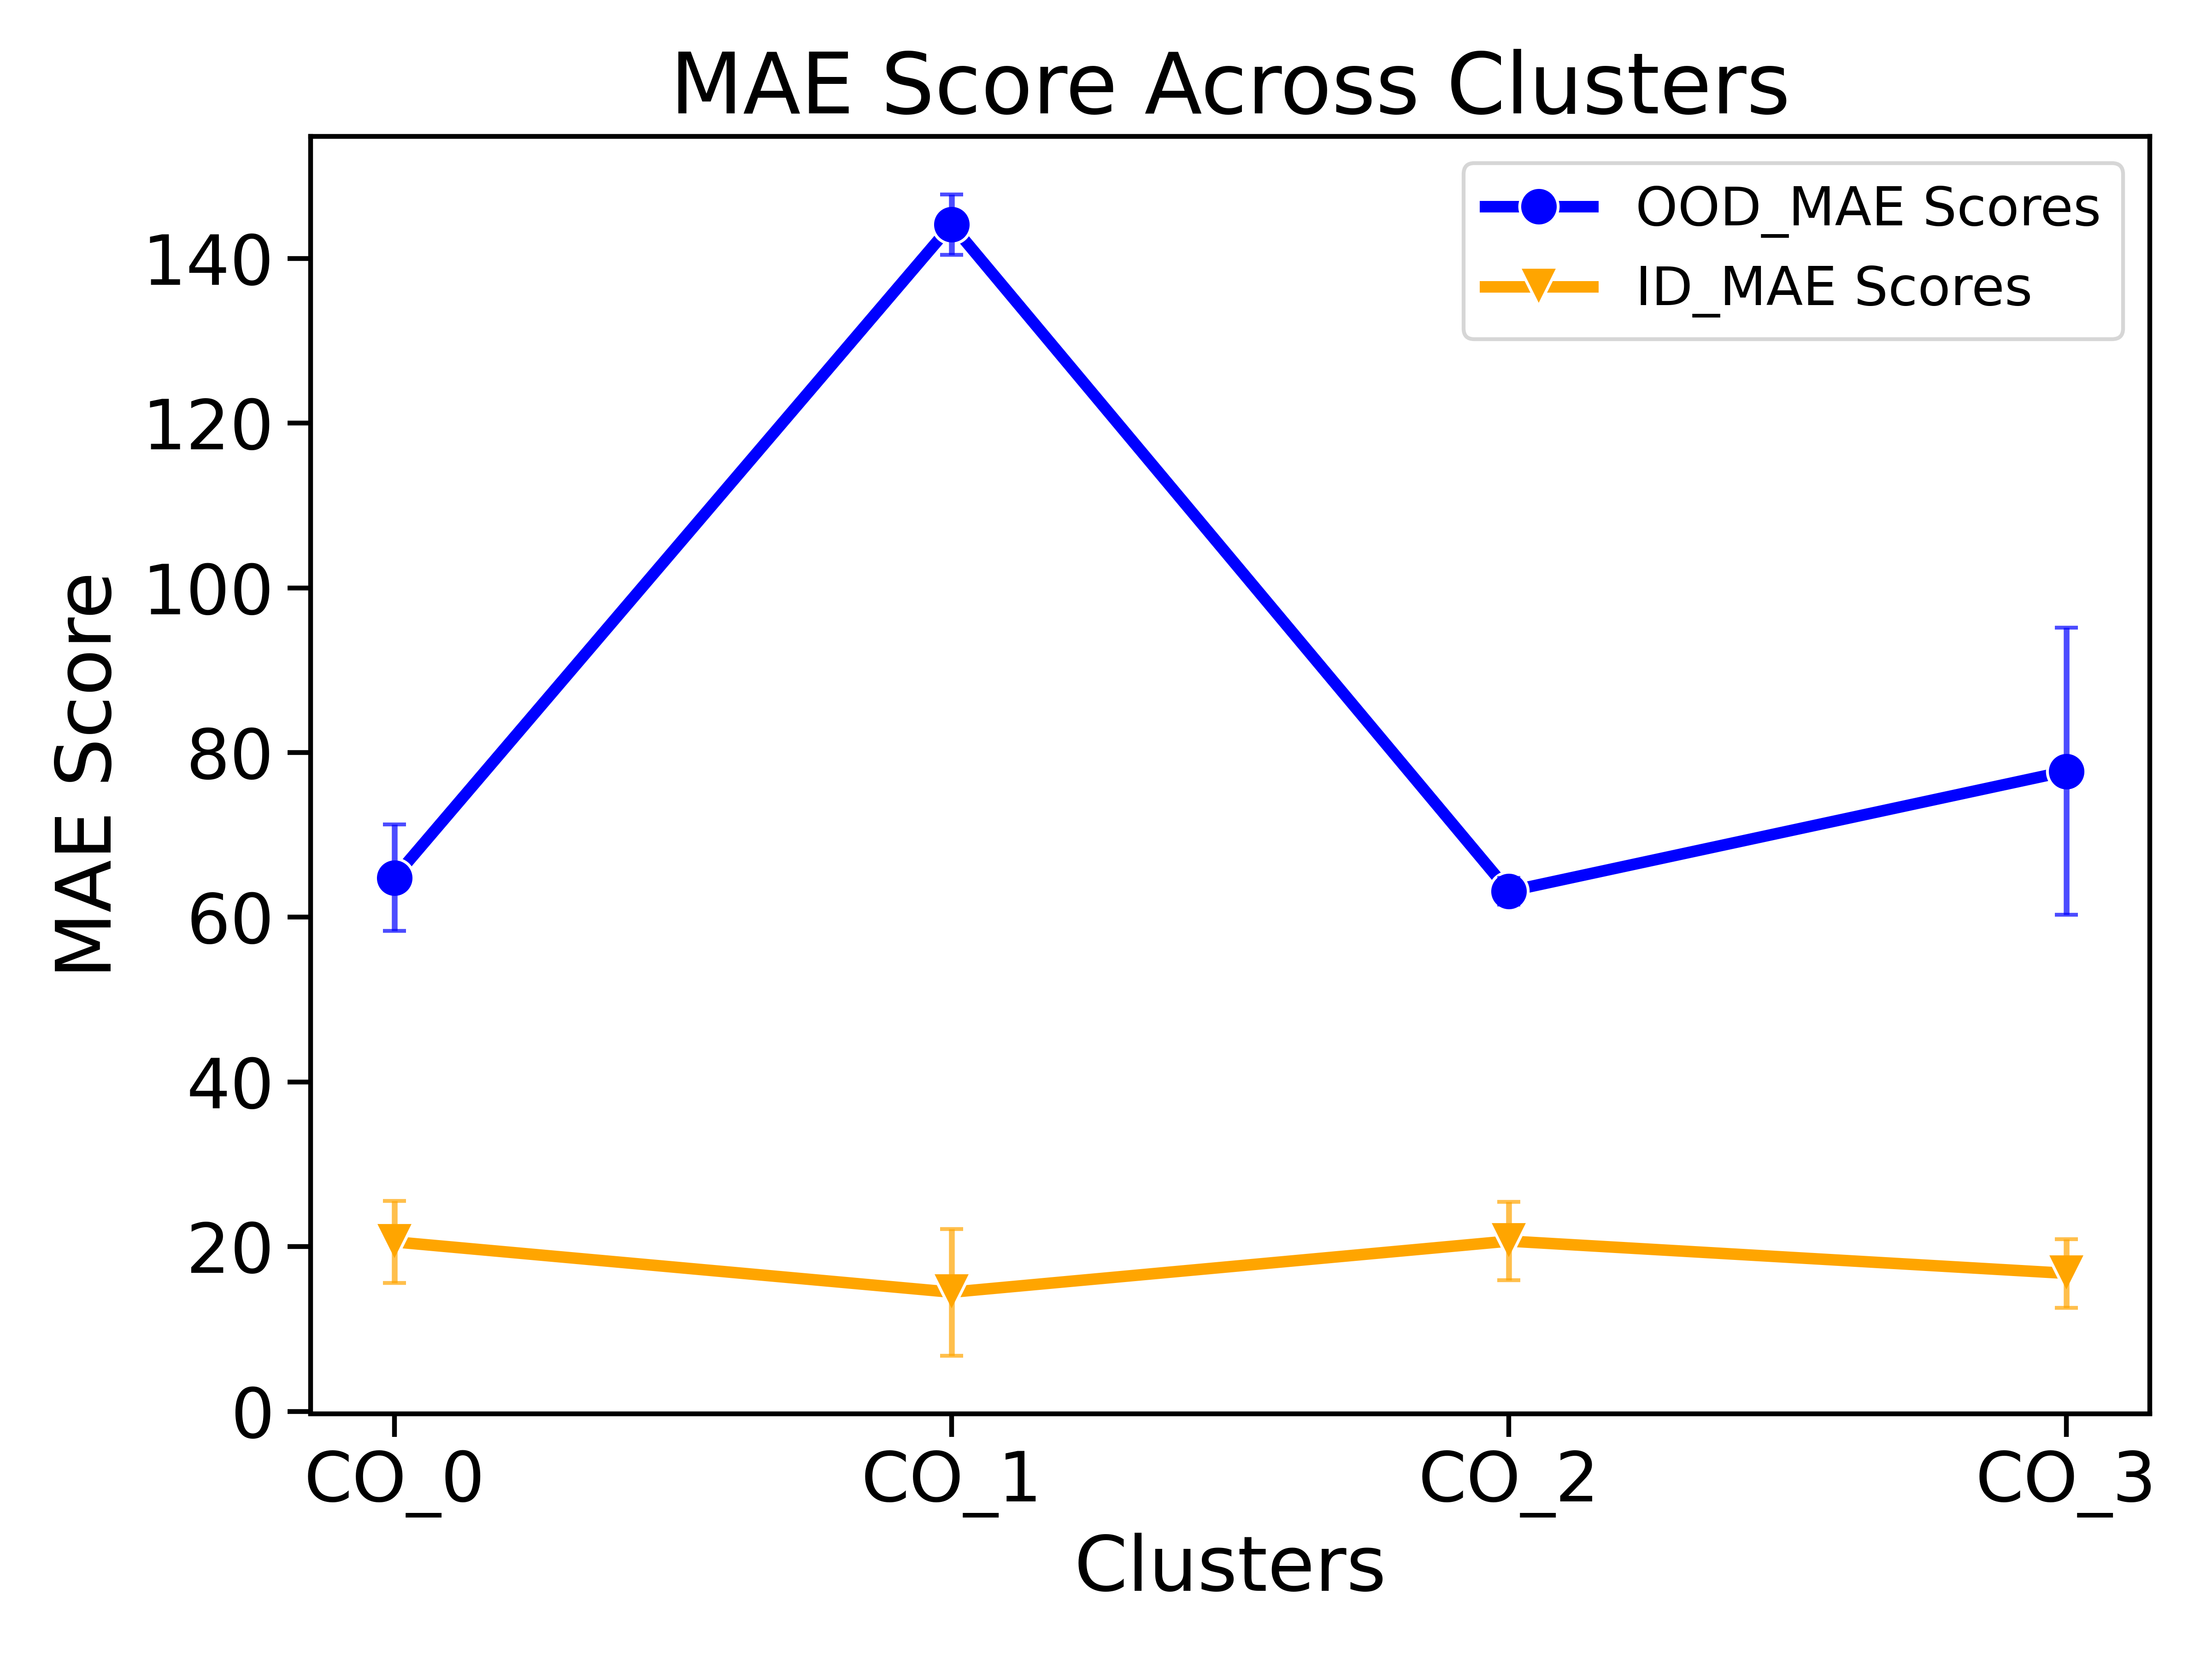 MAE Score Across Clusters
OOD_MAE Scores
ID_MAE Scores
MAE Score
140
120
100
80
60
40
20
0
CO_0 CO_1 CO_2 CO_3
Clusters